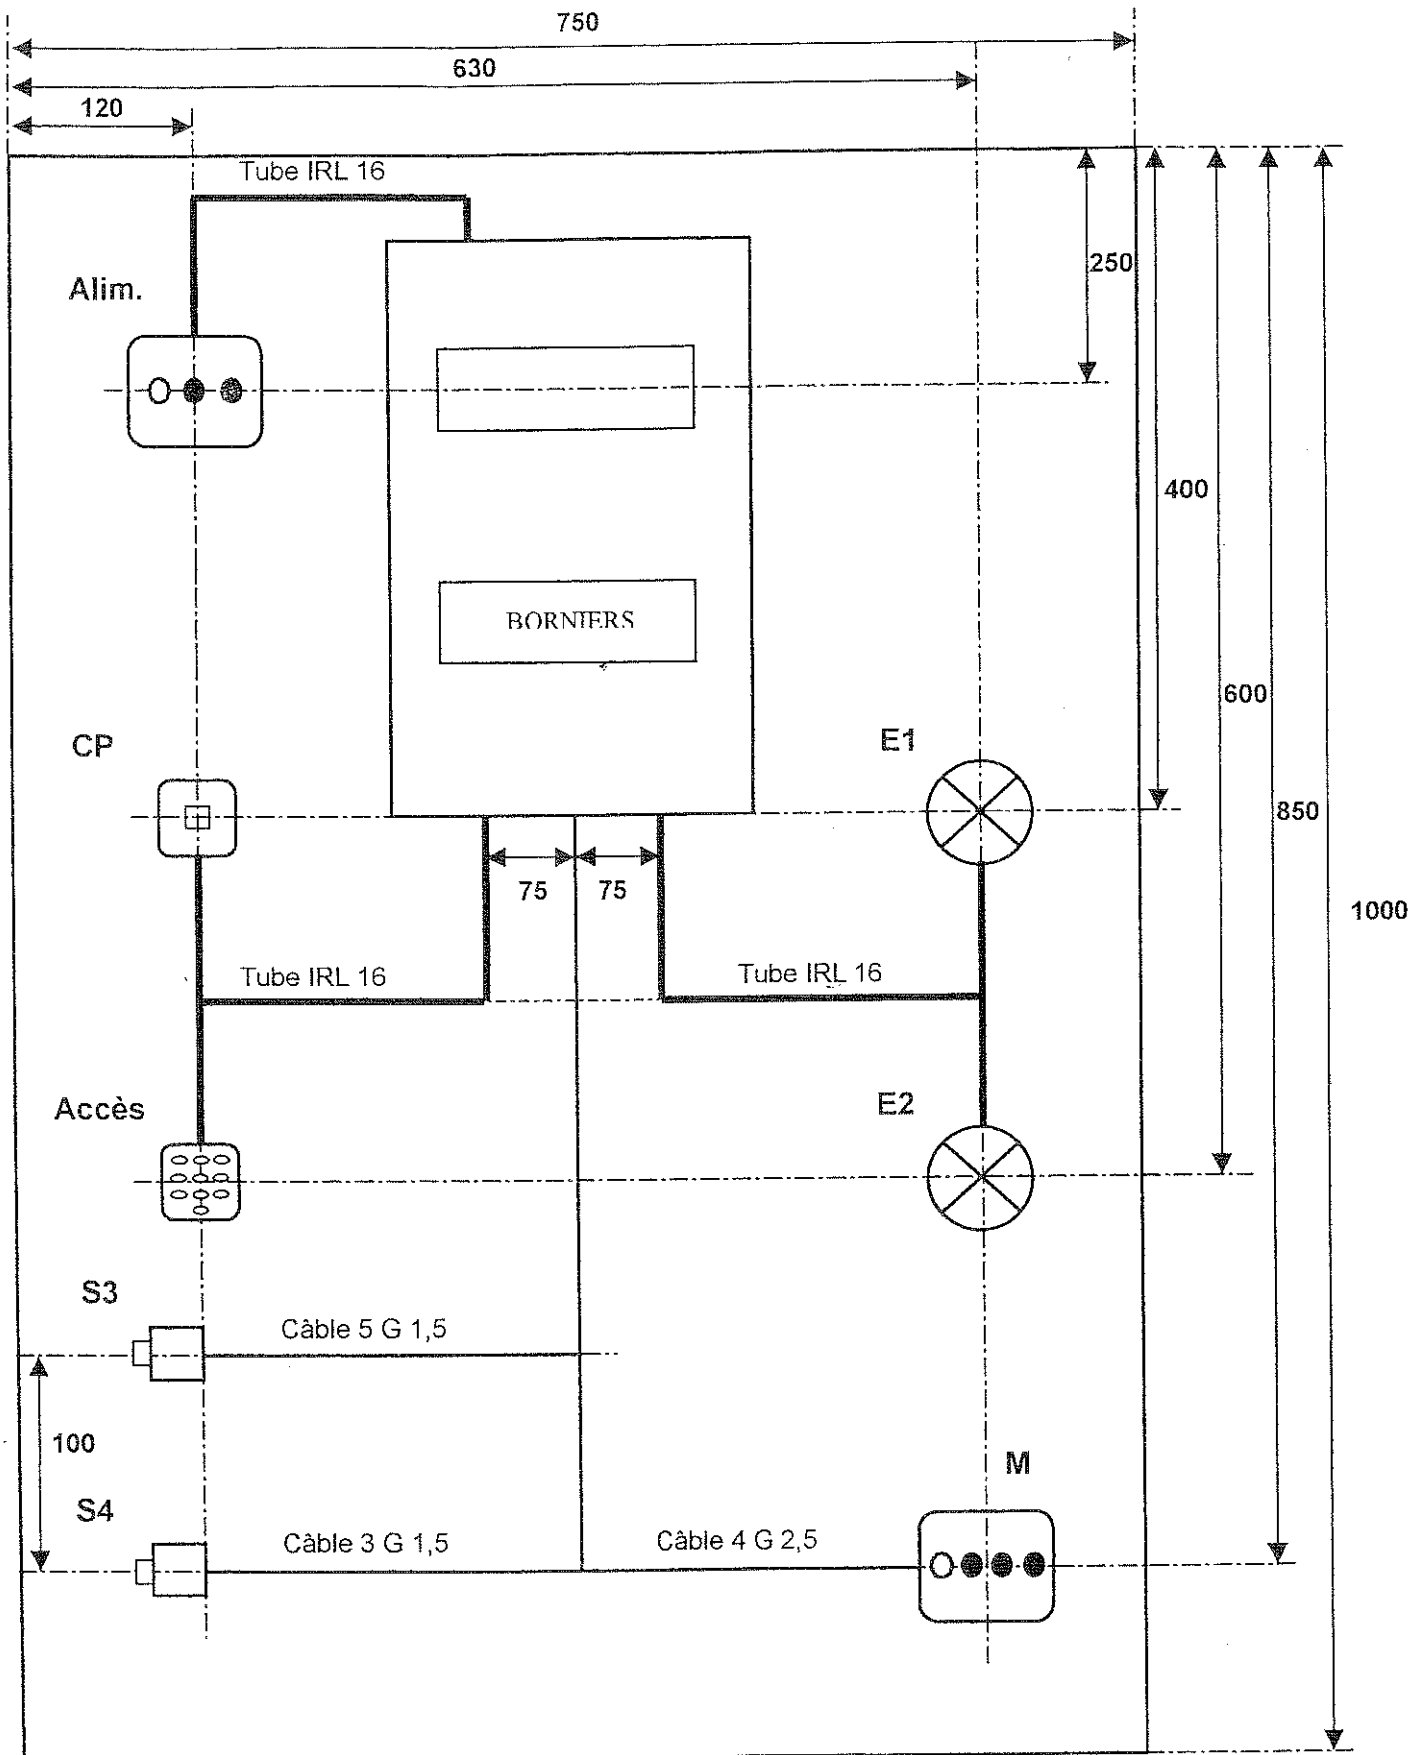 750
630
120
Tube IRL 16
Alim.
250
400
BORNIERS
600
CP
E1
850
75
75
1000
Tube IRL 16
Tube IRL 16
Accès
E2
S3
Câble 5 G 1,5
100
M
S4
Câble 3 G 1,5
Câble 4 G 2,5